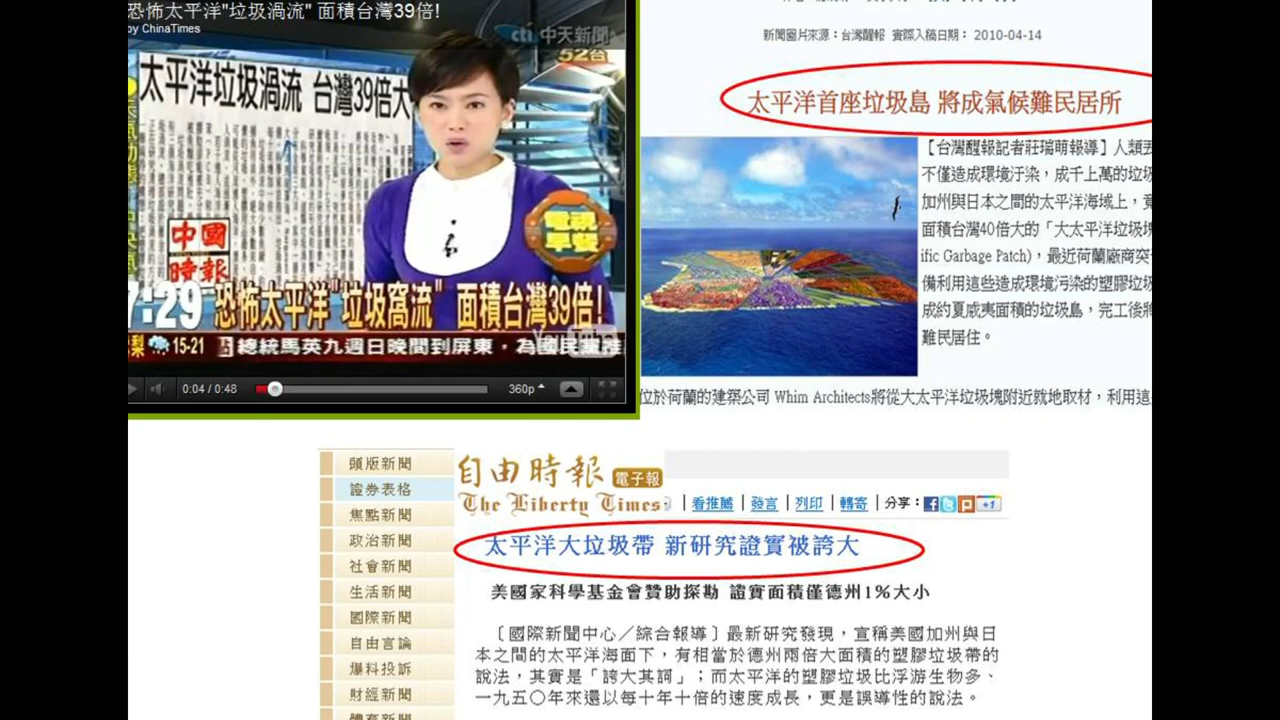 恐怖太平洋"垃圾渦流" 面積台灣39倍!
by ChinaTimes
cti 中天新聞
52台
太平洋垃圾渦流 台灣39倍大
中國
時報
電視
早安
7:29 恐怖太平洋"垃圾窩流" 面積台灣39倍!
15-21 總統馬英九週日晚間到屏東，為國民黨推
YouTube
0:04 / 0:48 360p
新聞圖片來源：台灣醒報 實際入稿日期： 2010-04-14
太平洋首座垃圾島 將成氣候難民居所
【台灣醒報記者莊瑞萌報導】人類丟
不僅造成環境汙染，成千上萬的垃圾
加州與日本之間的太平洋海域上，竟
面積台灣40倍大的「大太平洋垃圾塊
ific Garbage Patch)，最近荷蘭廠商突
備利用這些造成環境污染的塑膠垃圾
成約夏威夷面積的垃圾島，完工後將
難民居住。
位於荷蘭的建築公司 Whim Architects將從大太平洋垃圾塊附近就地取材，利用這
頭版新聞
證券表格
焦點新聞
政治新聞
社會新聞
生活新聞
國際新聞
自由言論
爆料投訴
財經新聞
體育新聞
自由時報 電子報
The Liberty Times
看推薦 發言 列印 轉寄 分享：
+1
太平洋大垃圾帶 新研究證實被誇大
美國家科學基金會贊助探勘 證實面積僅德州1%大小
〔國際新聞中心／綜合報導〕最新研究發現，宣稱美國加州與日
本之間的太平洋海面下，有相當於德州兩倍大面積的塑膠垃圾帶的
說法，其實是「誇大其詞」；而太平洋的塑膠垃圾比浮游生物多、
一九五〇年來還以每十年十倍的速度成長，更是誤導性的說法。